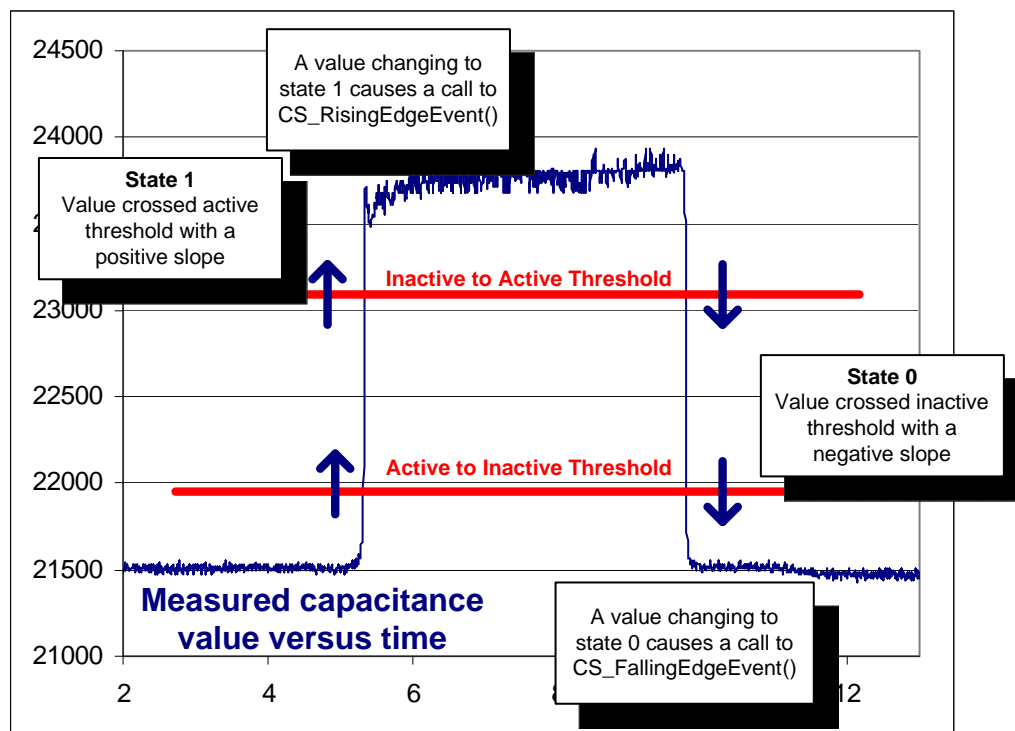 24500
A value changing to
state 1 causes a call to
CS_RisingEdgeEvent()
24000
State 1
Value crossed active
threshold with a
positive slope
Inactive to Active Threshold
23000
State 0
Value crossed inactive
threshold with a
negative slope
22500
Active to Inactive Threshold
22000
21500
Measured capacitance
value versus time
A value changing to
state 0 causes a call to
CS_FallingEdgeEvent()
21000
2 4 6 12